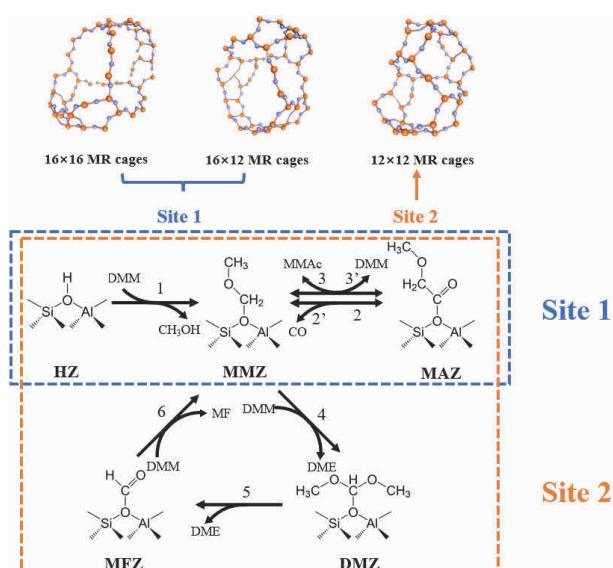 16×16 MR cages 16×12 MR cages 12×12 MR cages
Site 1 Site 2
H
O
Si Al
HZ
DMM
1
CH₃OH
CH₃
O
CH₂
O
Si Al
MMZ
MMAc 3 3' DMM
CO 2' 2
H₃C
O
H₂C O
O
Si Al
MAZ
Site 1
6
MF
DMM
DMM 4
DME
H O
O
Si Al
MFZ
5
DME
H
H₃C O C O CH₃
O
Si Al
DMZ
Site 2